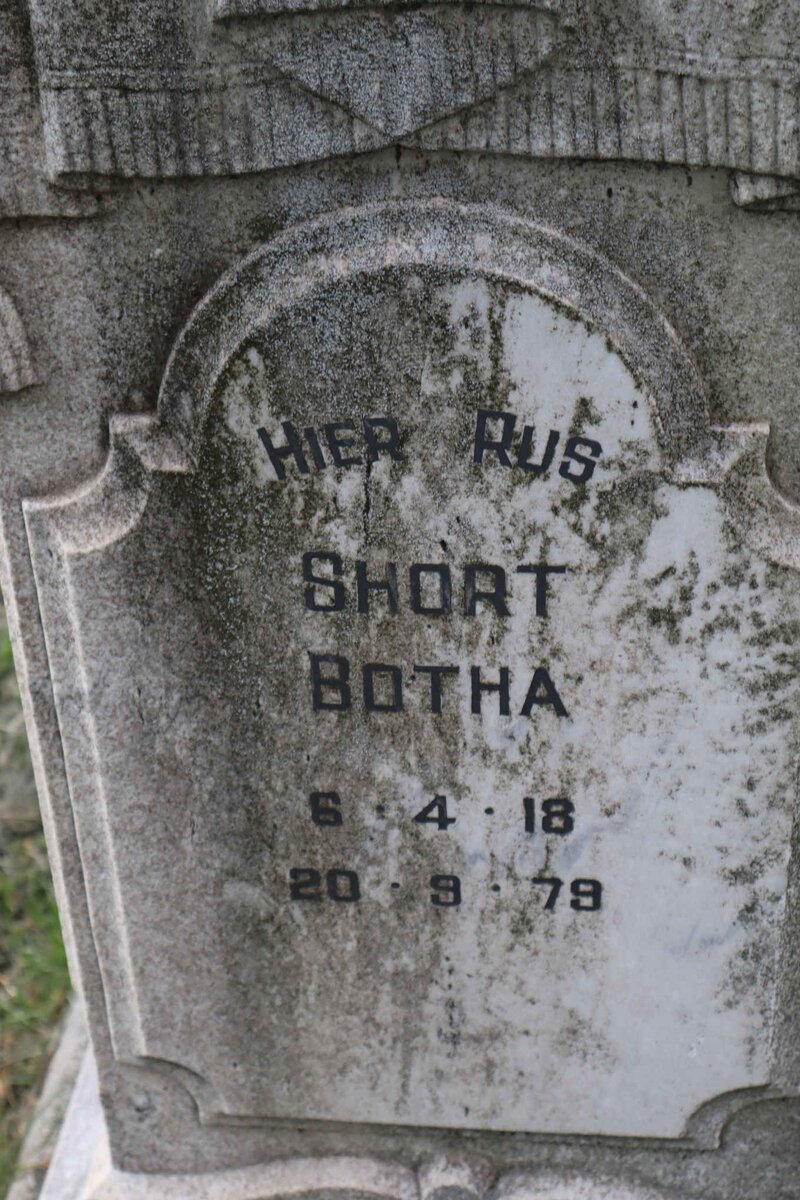 HIER RUS
SHORT
BOTHA
6 · 4 · 18
20 · 9 · 79